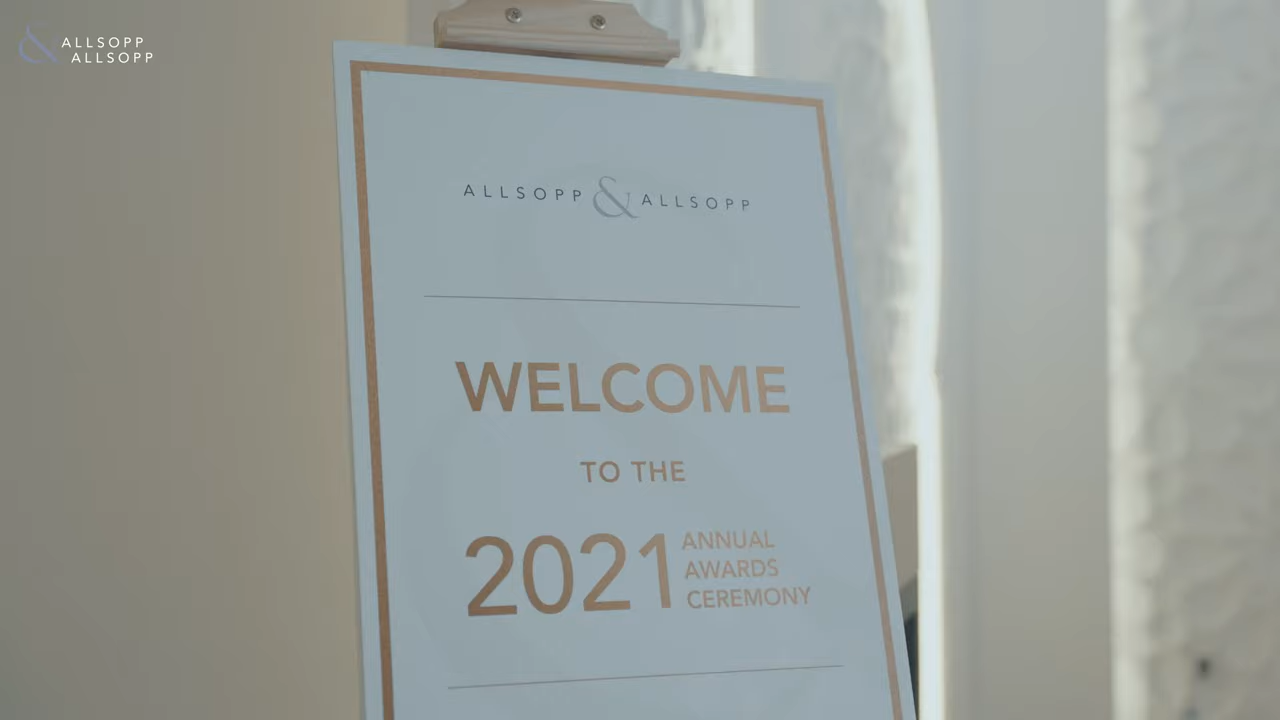 ALLSOPP
ALLSOPP
ALLSOPP & ALLSOPP
WELCOME
TO THE
2021 ANNUAL
AWARDS
CEREMONY